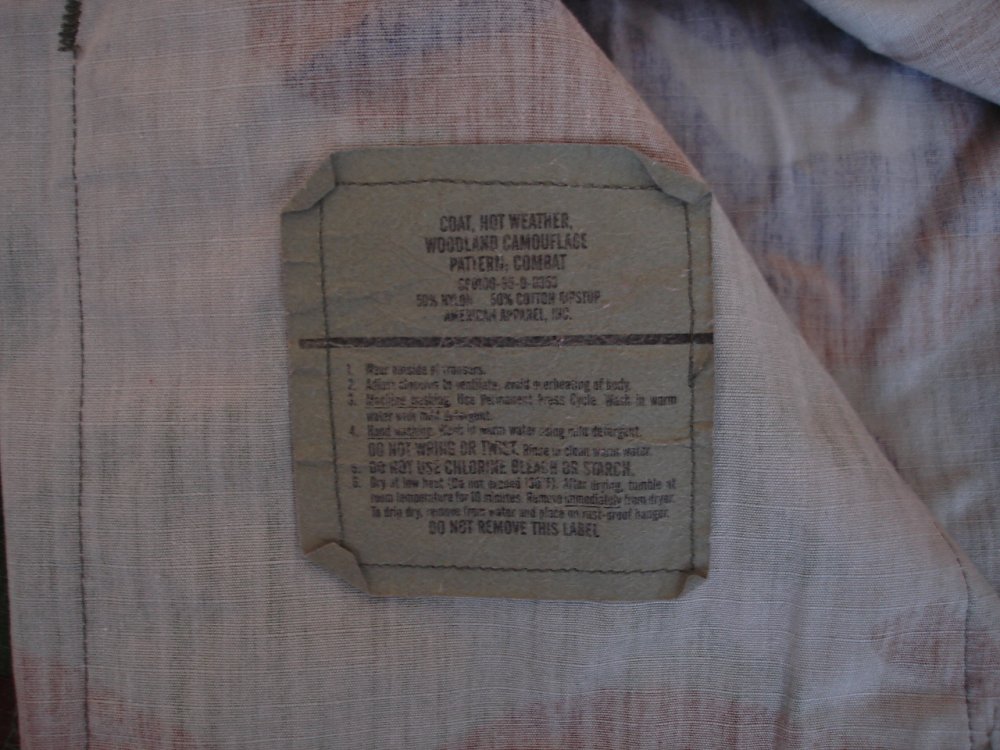 COAT, HOT WEATHER,
WOODLAND CAMOUFLAGE
PATTERN: COMBAT
50% NYLON 50% COTTON RIPSTOP
AMERICAN APPAREL, INC.
1. Wear outside of trousers.
2. Adjust closures to ventilate, avoid overheating of body.
3. Machine washing. Use Permanent Press Cycle. Wash in warm
water with mild detergent.
4. Hand washing. Wash in warm water using mild detergent.
DO NOT WRING OR TWIST. Rinse in clean warm water.
5. DO NOT USE CHLORINE BLEACH OR STARCH.
6. Dry at low heat (Do not exceed 130°F). After drying, tumble at
room temperature for 10 minutes. Remove immediately from dryer.
To drip dry, remove from water and place on rust-proof hanger.
DO NOT REMOVE THIS LABEL